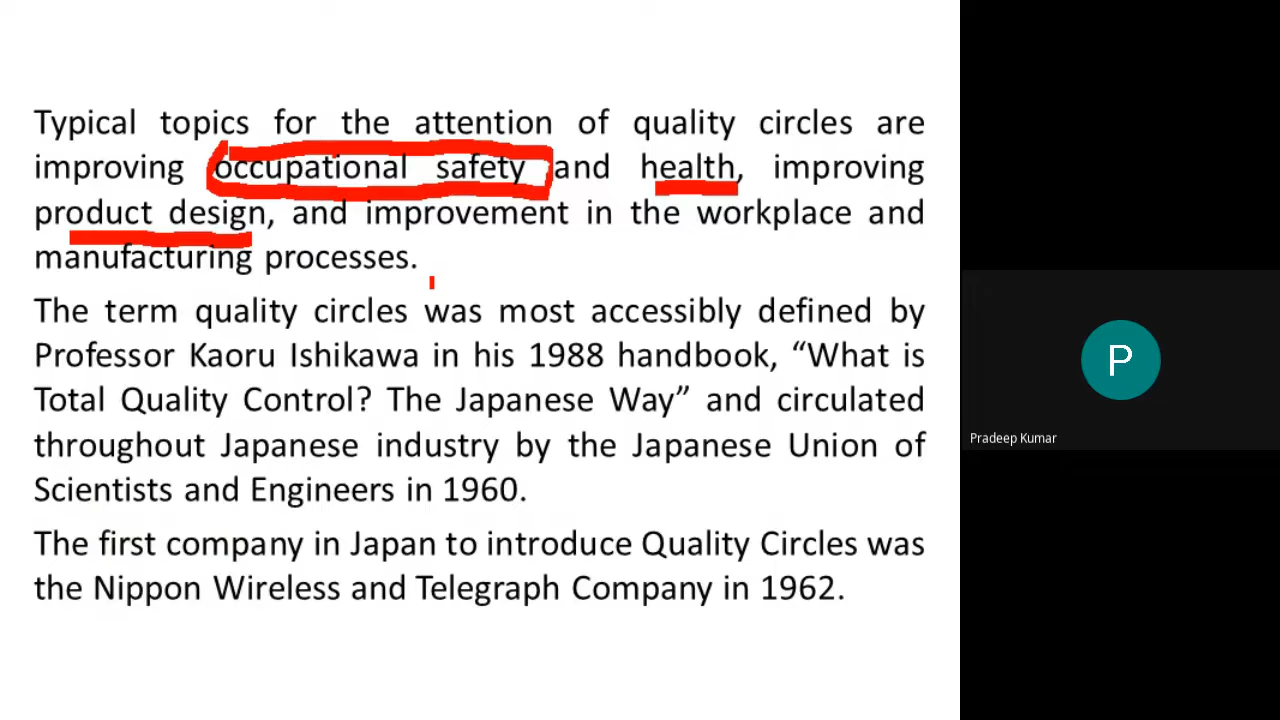 Typical topics for the attention of quality circles are
improving occupational safety and health, improving
product design, and improvement in the workplace and
manufacturing processes.
The term quality circles was most accessibly defined by
Professor Kaoru Ishikawa in his 1988 handbook, “What is
Total Quality Control? The Japanese Way” and circulated
throughout Japanese industry by the Japanese Union of
Scientists and Engineers in 1960.
The first company in Japan to introduce Quality Circles was
the Nippon Wireless and Telegraph Company in 1962.
P
Pradeep Kumar